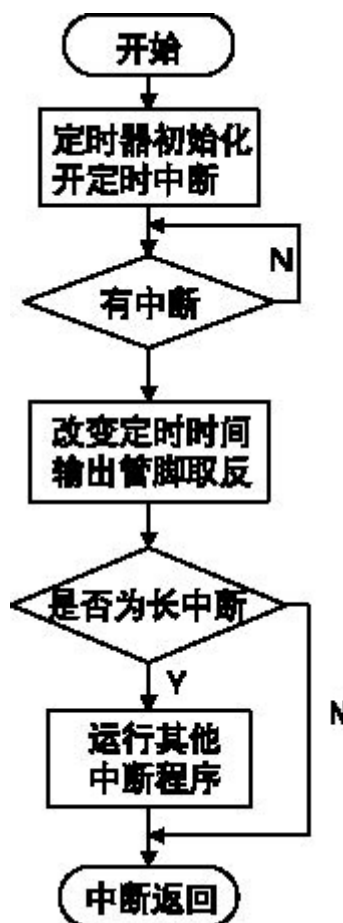 开始
定时器初始化
开定时中断
N
有中断
改变定时时间
输出管脚取反
是否为长中断
Y
N
运行其他
中断程序
中断返回